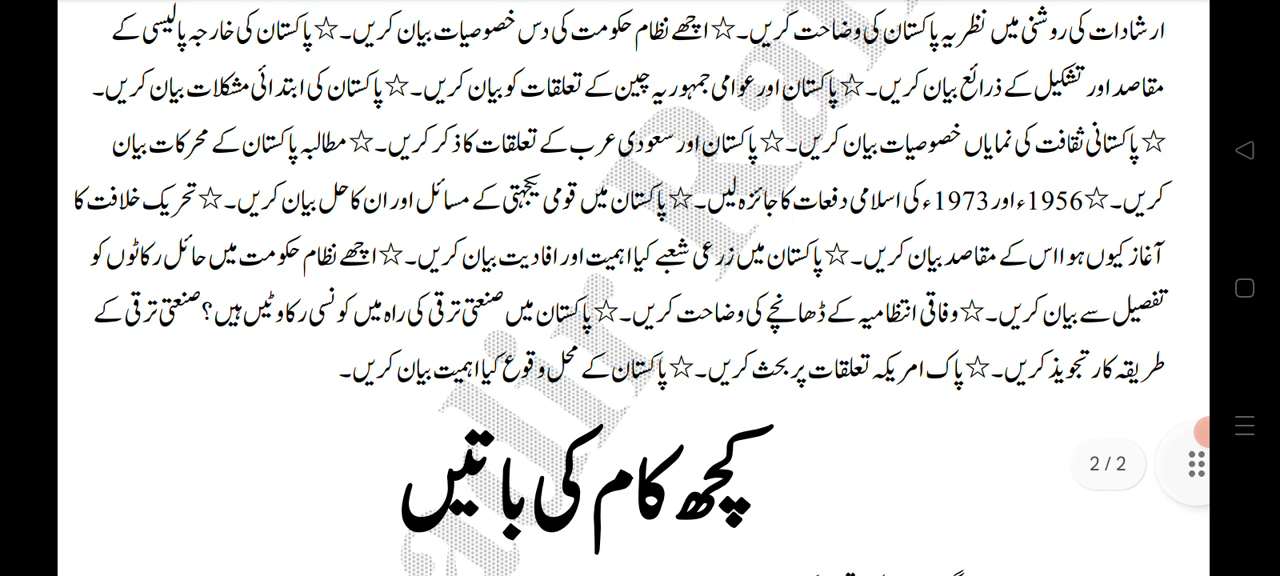 ارشادات کی روشنی میں نظریہ پاکستان کی وضاحت کریں۔☆اچھے نظام حکومت کی دس خصوصیات بیان کریں۔☆پاکستان کی خارجہ پالیسی کے
مقاصد اور تشکیل کے ذرائع بیان کریں۔☆پاکستان اور عوامی جمہوریہ چین کے تعلقات کو بیان کریں۔☆پاکستان کی ابتدائی مشکلات بیان کریں۔
☆پاکستانی ثقافت کی نمایاں خصوصیات بیان کریں۔☆پاکستان اور سعودی عرب کے تعلقات کا ذکر کریں۔☆مطالبہ پاکستان کے محرکات بیان
کریں۔☆1956ء اور 1973ء کی اسلامی دفعات کا جائزہ لیں۔☆پاکستان میں قومی یکجہتی کے مسائل اور ان کا حل بیان کریں۔☆تحریک خلافت کا
آغاز کیوں ہوا اس کے مقاصد بیان کریں۔☆پاکستان میں زرعی شعبے کیا اہمیت اور افادیت بیان کریں۔☆اچھے نظام حکومت میں حائل رکاٹوں کو
تفصیل سے بیان کریں۔☆وفاقی انتظامیہ کے ڈھانچے کی وضاحت کریں۔☆پاکستان میں صنعتی ترقی کی راہ میں کونسی رکاوٹیں ہیں؟صنعتی ترقی کے
طریقہ کار تجویذ کریں۔☆پاک امریکہ تعلقات پر بحث کریں۔☆پاکستان کے محل وقوع کیا اہمیت بیان کریں۔
کچھ کام کی باتیں
2 / 2